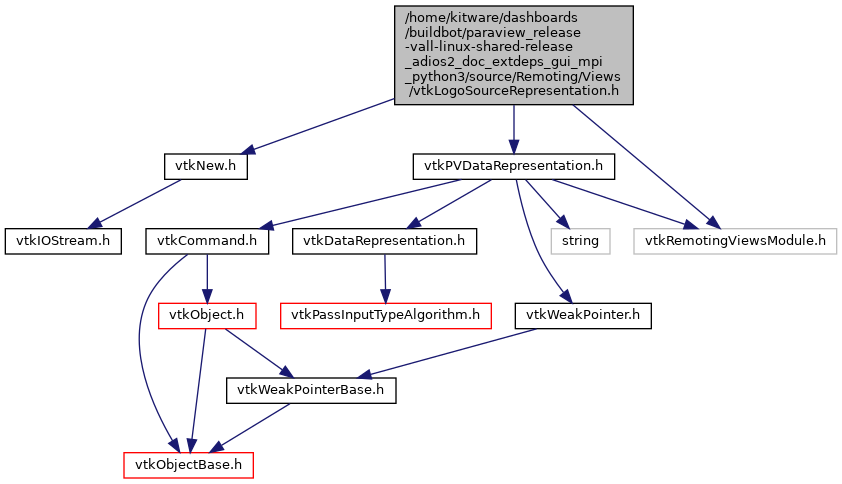 /home/kitware/dashboards
/buildbot/paraview_release
-vall-linux-shared-release
_adios2_doc_extdeps_gui_mpi
_python3/source/Remoting/Views
/vtkLogoSourceRepresentation.h
vtkNew.h
vtkPVDataRepresentation.h
vtkIOStream.h
vtkCommand.h
vtkDataRepresentation.h
string
vtkRemotingViewsModule.h
vtkObject.h
vtkPassInputTypeAlgorithm.h
vtkWeakPointer.h
vtkWeakPointerBase.h
vtkObjectBase.h